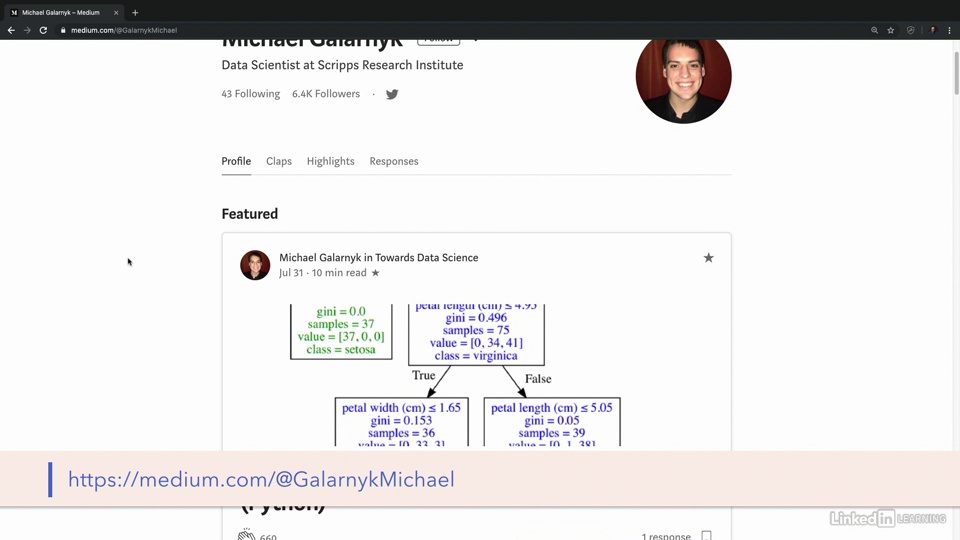 Michael Galarnyk – Medium
medium.com/@GalarnykMichael
Michael Galarnyk
Follow
Data Scientist at Scripps Research Institute
43 Following 6.4K Followers ·
Profile Claps Highlights Responses
Featured
Michael Galarnyk in Towards Data Science
Jul 31 · 10 min read ★
gini = 0.0
samples = 37
value = [37, 0, 0]
class = setosa
petal length (cm) ≤ 4.95
gini = 0.496
samples = 75
value = [0, 34, 41]
class = virginica
True
False
petal width (cm) ≤ 1.65
gini = 0.153
samples = 36
value = [0, 33, 3]
petal length (cm) ≤ 5.05
gini = 0.05
samples = 39
value = [0, 1, 38]
https://medium.com/@GalarnykMichael
(Python)
660
1 response
Linked in LEARNING